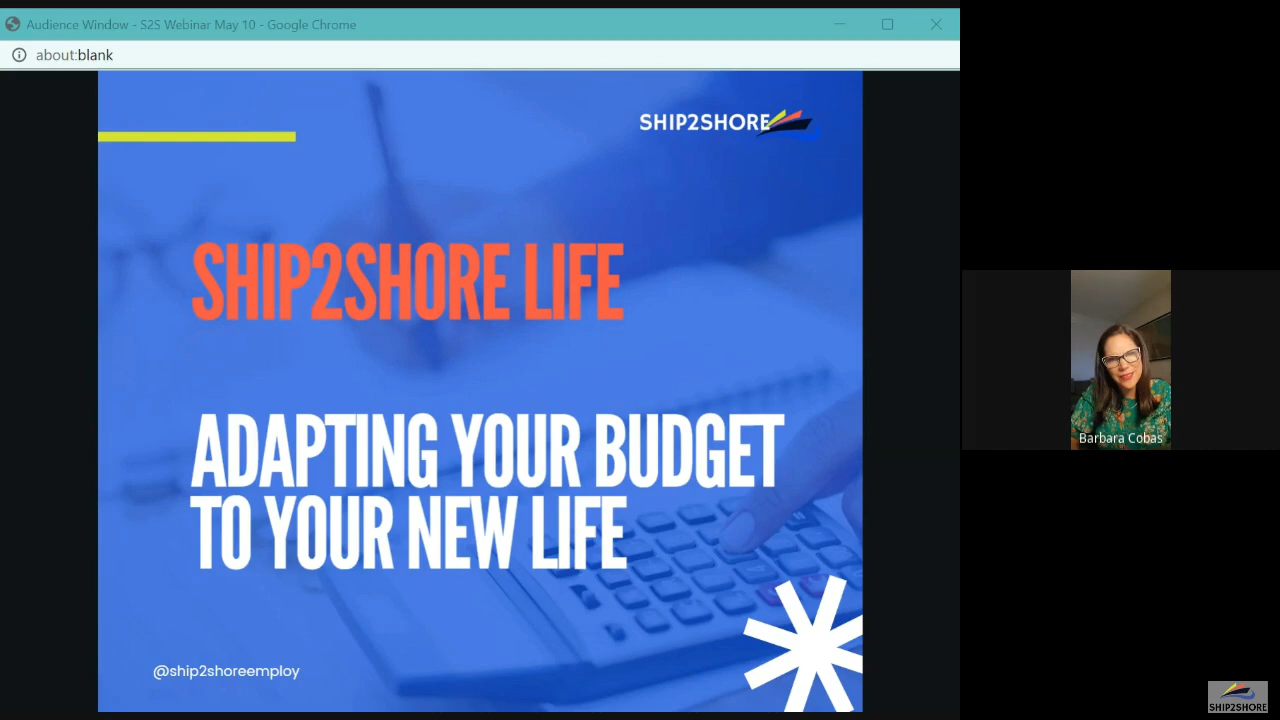 Audience Window - S2S Webinar May 10 - Google Chrome
about:blank
SHIP2SHORE
SHIP2SHORE LIFE
ADAPTING YOUR BUDGET
TO YOUR NEW LIFE
@ship2shoreemploy
Barbara Cobas
SHIP2SHORE